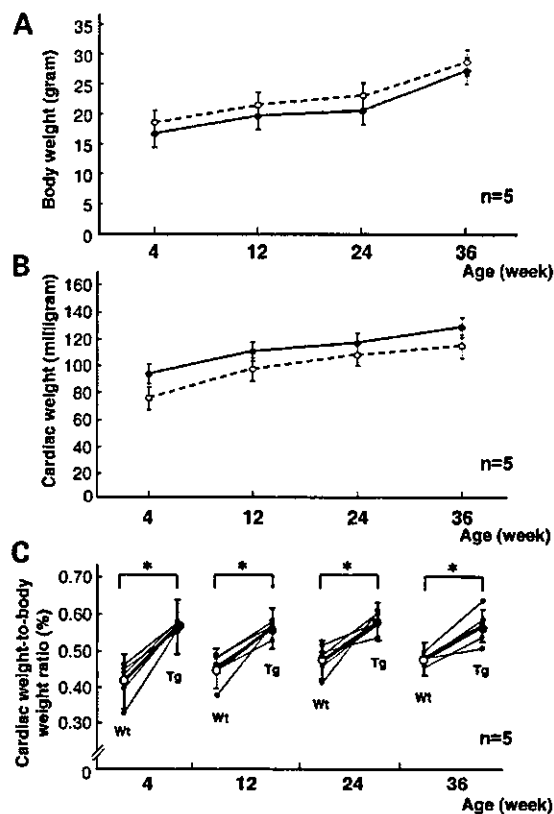 A
Body weight (gram)
35
30
25
20
15
10
5
0
n=5
4 12 24 36
Age (week)
B
Cardiac weight (milligram)
160
140
120
100
80
60
40
20
0
n=5
4 12 24 36
Age (week)
C
Cardiac weight-to-body
weight ratio (%)
0.70
0.60
0.50
0.40
0.30
0
* * * *
Wt Tg Wt Tg Wt Tg Wt Tg
n=5
4 12 24 36
Age (week)